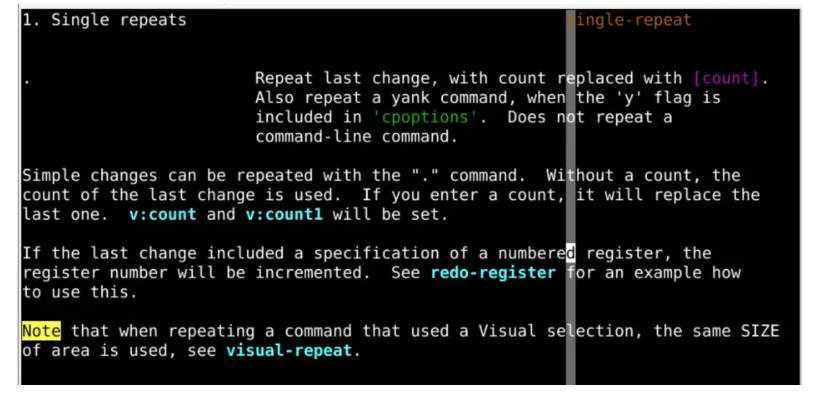 1. Single repeats single-repeat
. Repeat last change, with count replaced with [count].
Also repeat a yank command, when the 'y' flag is
included in 'cpoptions'. Does not repeat a
command-line command.
Simple changes can be repeated with the "." command. Without a count, the
count of the last change is used. If you enter a count, it will replace the
last one. v:count and v:count1 will be set.
If the last change included a specification of a numbered register, the
register number will be incremented. See redo-register for an example how
to use this.
Note that when repeating a command that used a Visual selection, the same SIZE
of area is used, see visual-repeat.